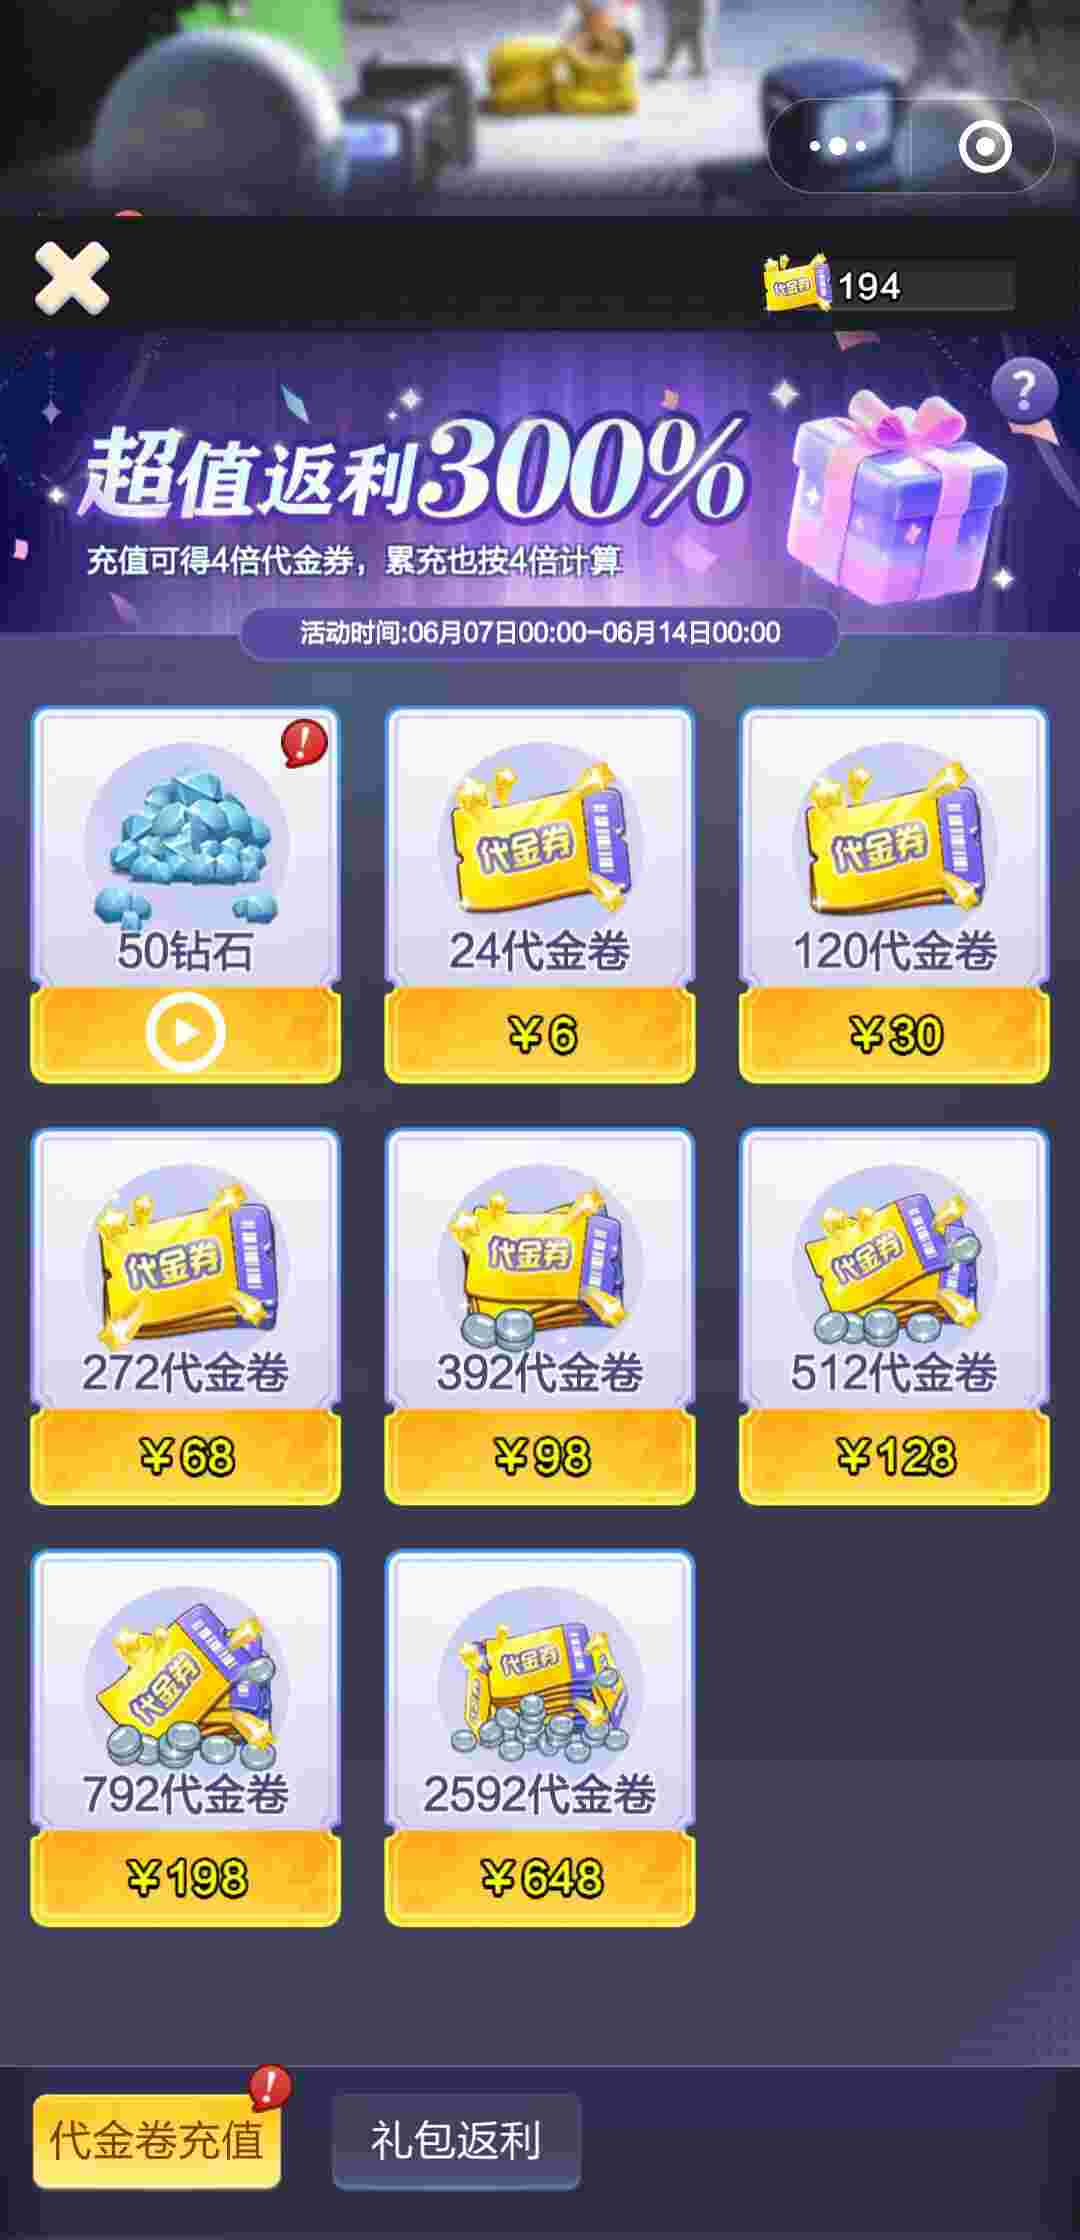 代金券 194
超值返利300%
?
充值可得4倍代金券，累充也按4倍计算
活动时间:06月07日00:00-06月14日00:00
代金券
代金券
50钻石
24代金卷
120代金卷
¥6
¥30
代金券
代金券
代金券
272代金卷
392代金卷
512代金卷
¥68
¥98
¥128
代金券
代金券
792代金卷
2592代金卷
¥198
¥648
代金卷充值
礼包返利